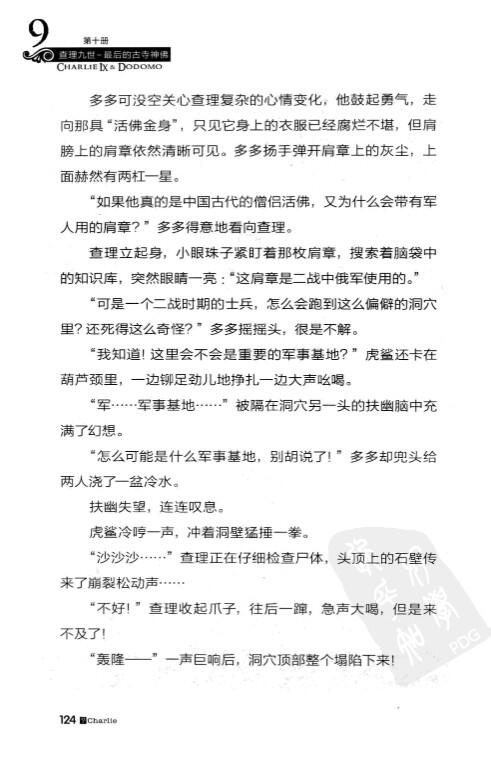 9
第十册
查理九世-最后的古寺神佛
CHARLIE IX & DODOMO
多多可没空关心查理复杂的心情变化，他鼓起勇气，走
向那具“活佛金身”，只见它身上的衣服已经腐烂不堪，但肩
膀上的肩章依然清晰可见。多多扬手弹开肩章上的灰尘，上
面赫然有两杠一星。
“如果他真的是中国古代的僧侣活佛，又为什么会带有军
人用的肩章？”多多得意地看向查理。
查理立起身，小眼珠子紧盯着那枚肩章，搜索着脑袋中
的知识库，突然眼睛一亮：“这肩章是二战中俄军使用的。”
“可是一个二战时期的士兵，怎么会跑到这么偏僻的洞穴
里？还死得这么奇怪？”多多摇摇头，很是不解。
“我知道！这里会不会是重要的军事基地？”虎鲨还卡在
葫芦颈里，一边铆足劲儿地挣扎一边大声吆喝。
“军……军事基地……”被隔在洞穴另一头的扶幽脑中充
满了幻想。
“怎么可能是什么军事基地，别胡说了！”多多却兜头给
两人浇了一盆冷水。
扶幽失望，连连叹息。
虎鲨冷哼一声，冲着洞壁猛捶一拳。
“沙沙沙……”查理正在仔细检查尸体，头顶上的石壁传
来了崩裂松动声……
“不好！”查理收起爪子，往后一蹿，急声大喝，但是来
不及了！
“轰隆——”一声巨响后，洞穴顶部整个塌陷下来！
124 Charlie
PDG